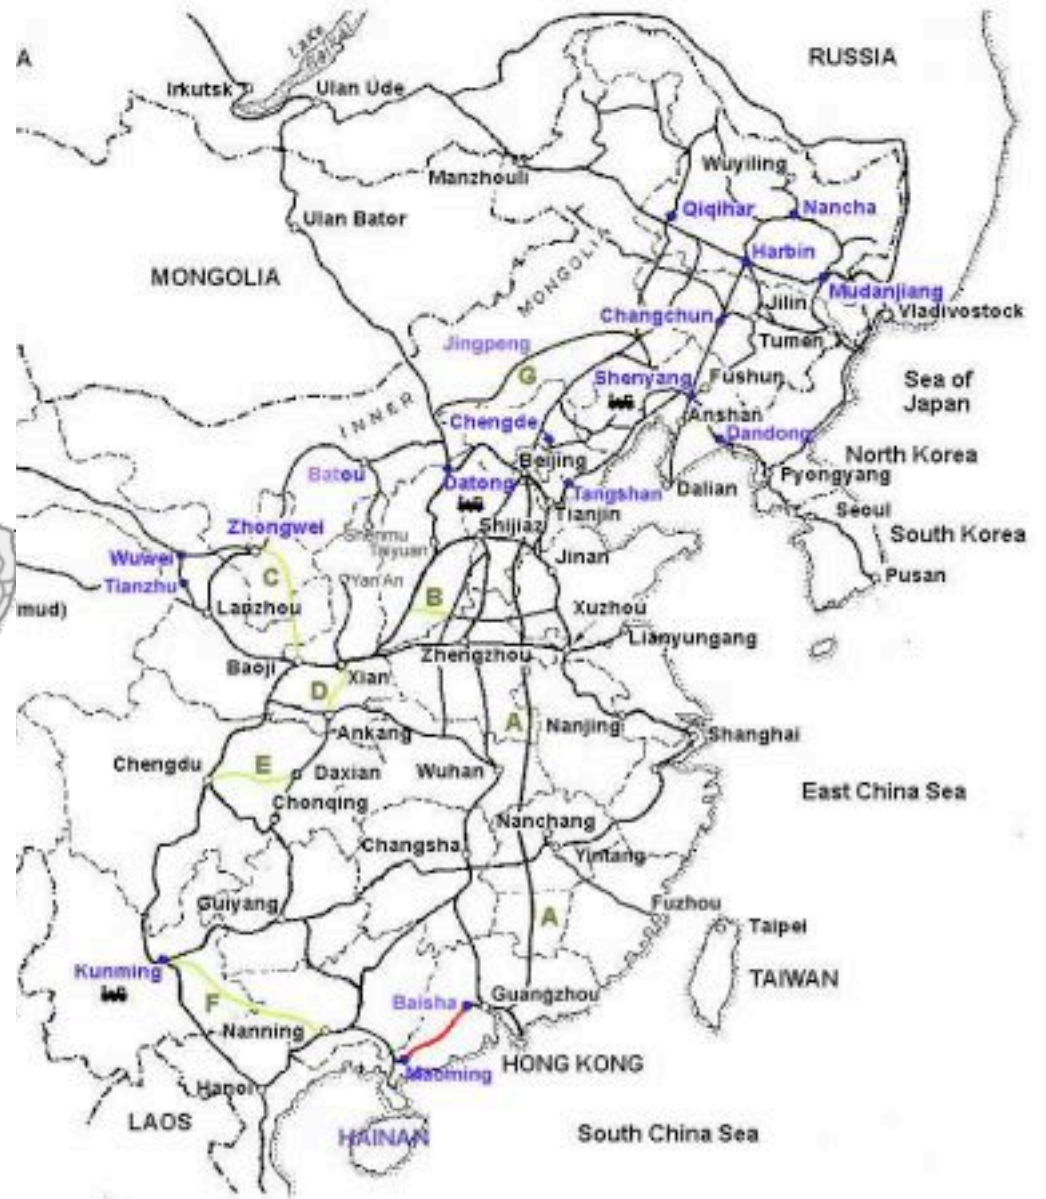 A
RUSSIA
Lake
Baikal
Irkutsk
Ulan Ude
Wuyiling
Manzhouli
Qiqihar
Nancha
Ulan Bator
Harbin
MONGOLIA
MONGOLIA
Mudanjiang
Jilin
Vladivostock
Changchun
Jingpeng
Tumen
G
Shenyang
Fushun
Sea of
Japan
INNER
Anshan
Chengde
Dandong
Beijing
North Korea
Batou
Datong
Tangshan
Dalian
Pyongyang
Tianjin
Seoul
Zhongwei
Shijiaz
South Korea
Shenmu
Taiyuan
Wuwei
Jinan
C
Yan'An
Pusan
Tianzhu
B
mud)
Lanzhou
Xuzhou
Lianyungang
Zhengzhou
Baoji
Xian
D
A
Nanjing
Ankang
Shanghai
Chengdu
E
Daxian
Wuhan
East China Sea
Chonqing
Nanchang
Changsha
Yintang
Guiyang
Fuzhou
A
Taipei
Kunming
TAIWAN
Guangzhou
F
Baisha
Nanning
HONG KONG
Maoming
Hanoi
LAOS
HAINAN
South China Sea